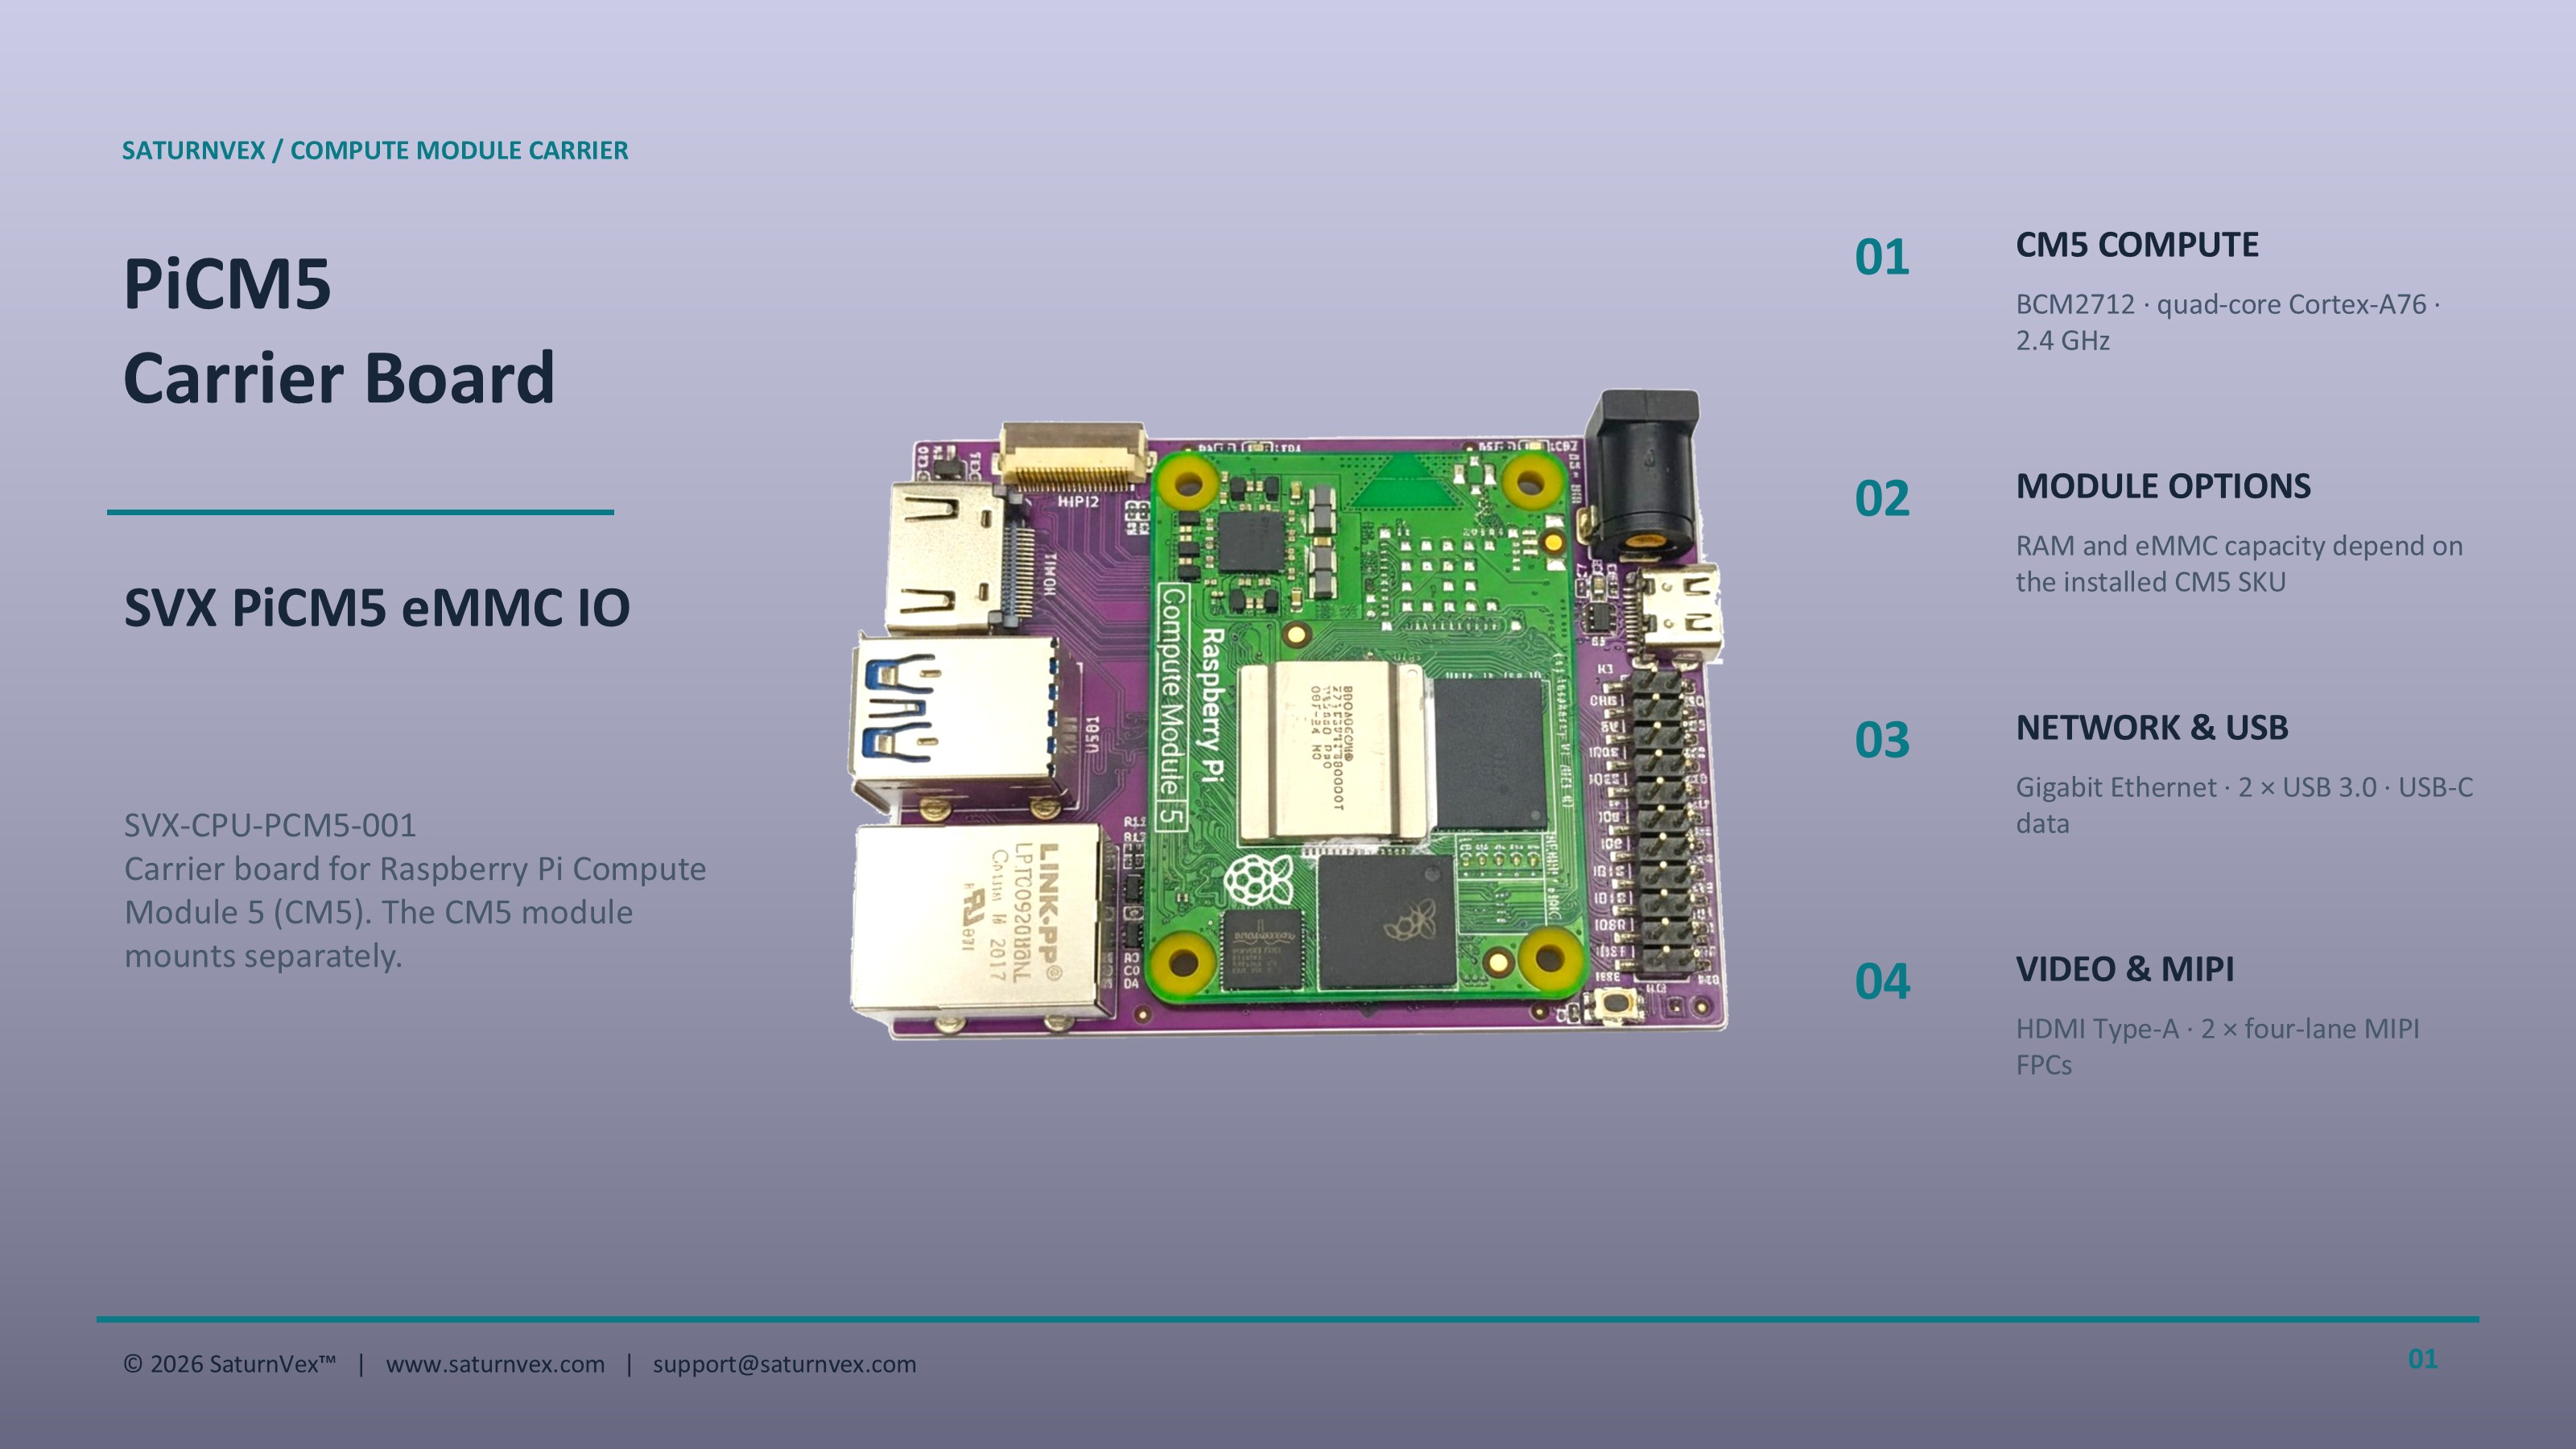 SATURNVEX / COMPUTE MODULE CARRIER
PiCM5
Carrier Board
SVX PiCM5 eMMC IO
SVX-CPU-PCM5-001
Carrier board for Raspberry Pi Compute
Module 5 (CM5). The CM5 module
mounts separately.
Raspberry Pi
Compute Module 5
LINK-PP®
2017
01
CM5 COMPUTE
BCM2712 · quad-core Cortex-A76 ·
2.4 GHz
02
MODULE OPTIONS
RAM and eMMC capacity depend on
the installed CM5 SKU
03
NETWORK & USB
Gigabit Ethernet · 2 × USB 3.0 · USB-C
data
04
VIDEO & MIPI
HDMI Type-A · 2 × four-lane MIPI
FPCs
© 2026 SaturnVex™ | www.saturnvex.com | support@saturnvex.com
01